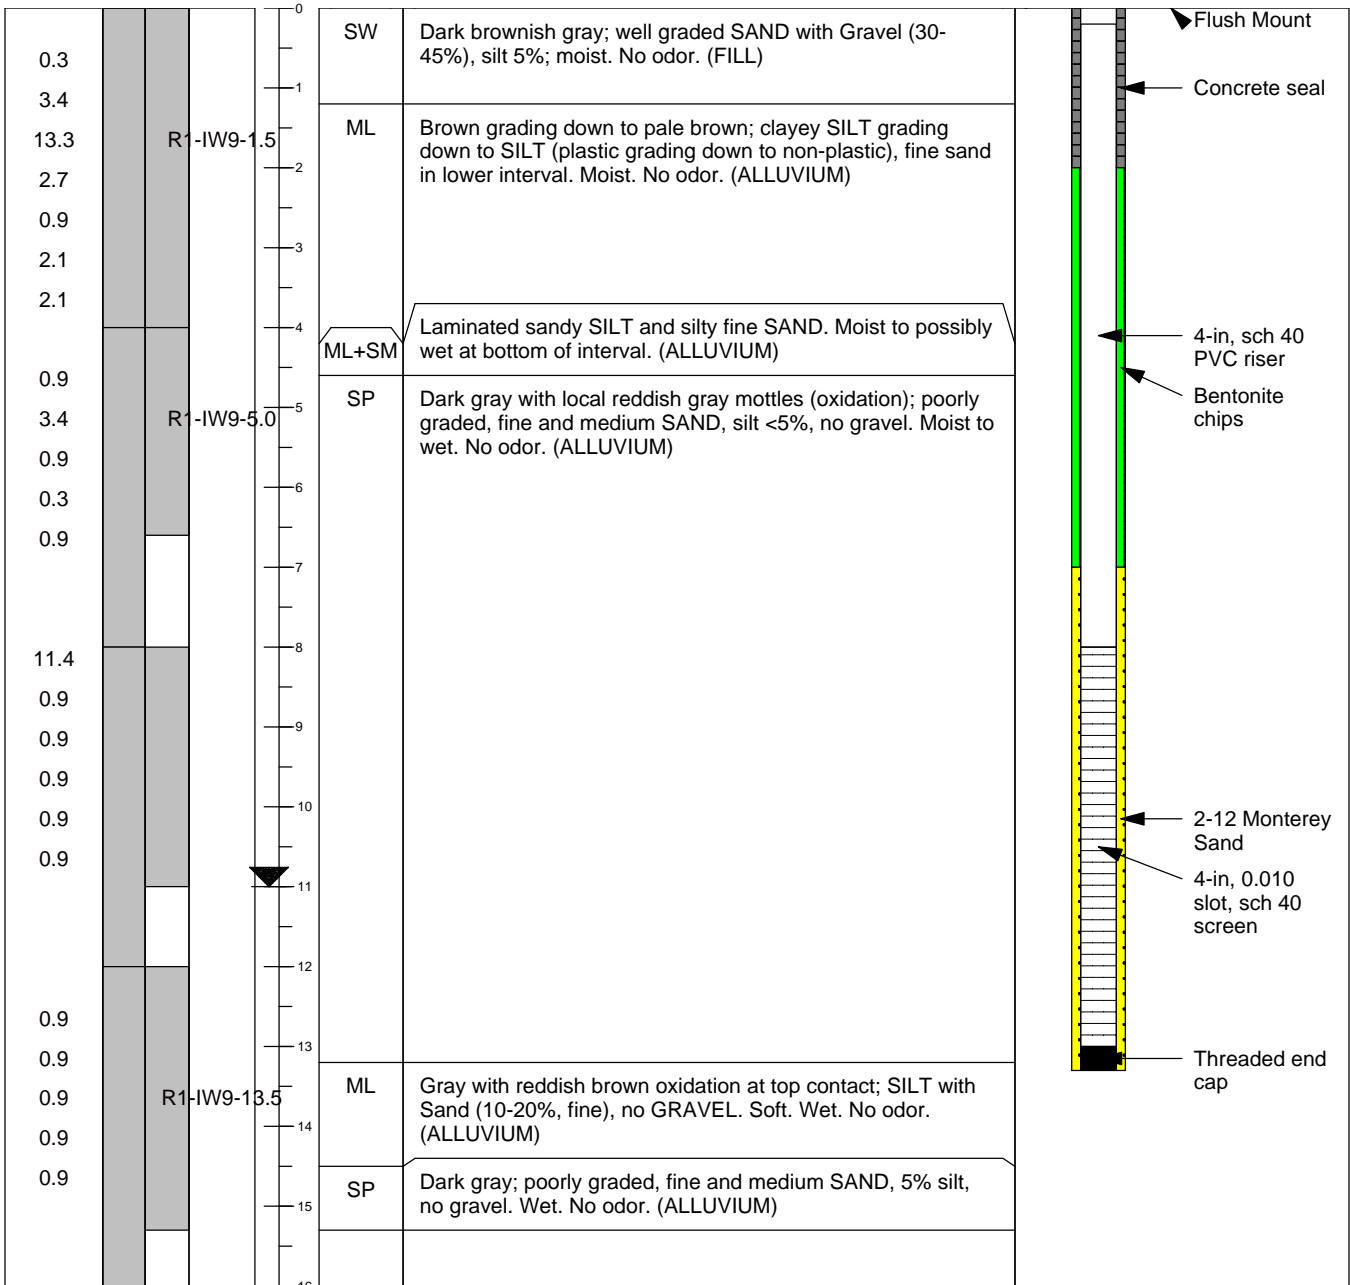 0
Flush Mount
SW
Dark brownish gray; well graded SAND with Gravel (30-
45%), silt 5%; moist. No odor. (FILL)
0.3
1
Concrete seal
3.4
ML
Brown grading down to pale brown; clayey SILT grading
down to SILT (plastic grading down to non-plastic), fine sand
in lower interval. Moist. No odor. (ALLUVIUM)
13.3
R1-IW9-1.5
2
2.7
0.9
3
2.1
2.1
4
ML+SM
Laminated sandy SILT and silty fine SAND. Moist to possibly
wet at bottom of interval. (ALLUVIUM)
4-in, sch 40
PVC riser
0.9
SP
Dark gray with local reddish gray mottles (oxidation); poorly
graded, fine and medium SAND, silt <5%, no gravel. Moist to
wet. No odor. (ALLUVIUM)
Bentonite
chips
3.4
R1-IW9-5.0
5
0.9
6
0.3
0.9
7
8
11.4
0.9
9
0.9
0.9
10
0.9
2-12 Monterey
Sand
0.9
11
4-in, 0.010
slot, sch 40
screen
12
0.9
13
0.9
Threaded end
cap
ML
Gray with reddish brown oxidation at top contact; SILT with
Sand (10-20%, fine), no GRAVEL. Soft. Wet. No odor.
(ALLUVIUM)
0.9
R1-IW9-13.5
14
0.9
0.9
SP
Dark gray; poorly graded, fine and medium SAND, 5% silt,
no gravel. Wet. No odor. (ALLUVIUM)
15
16